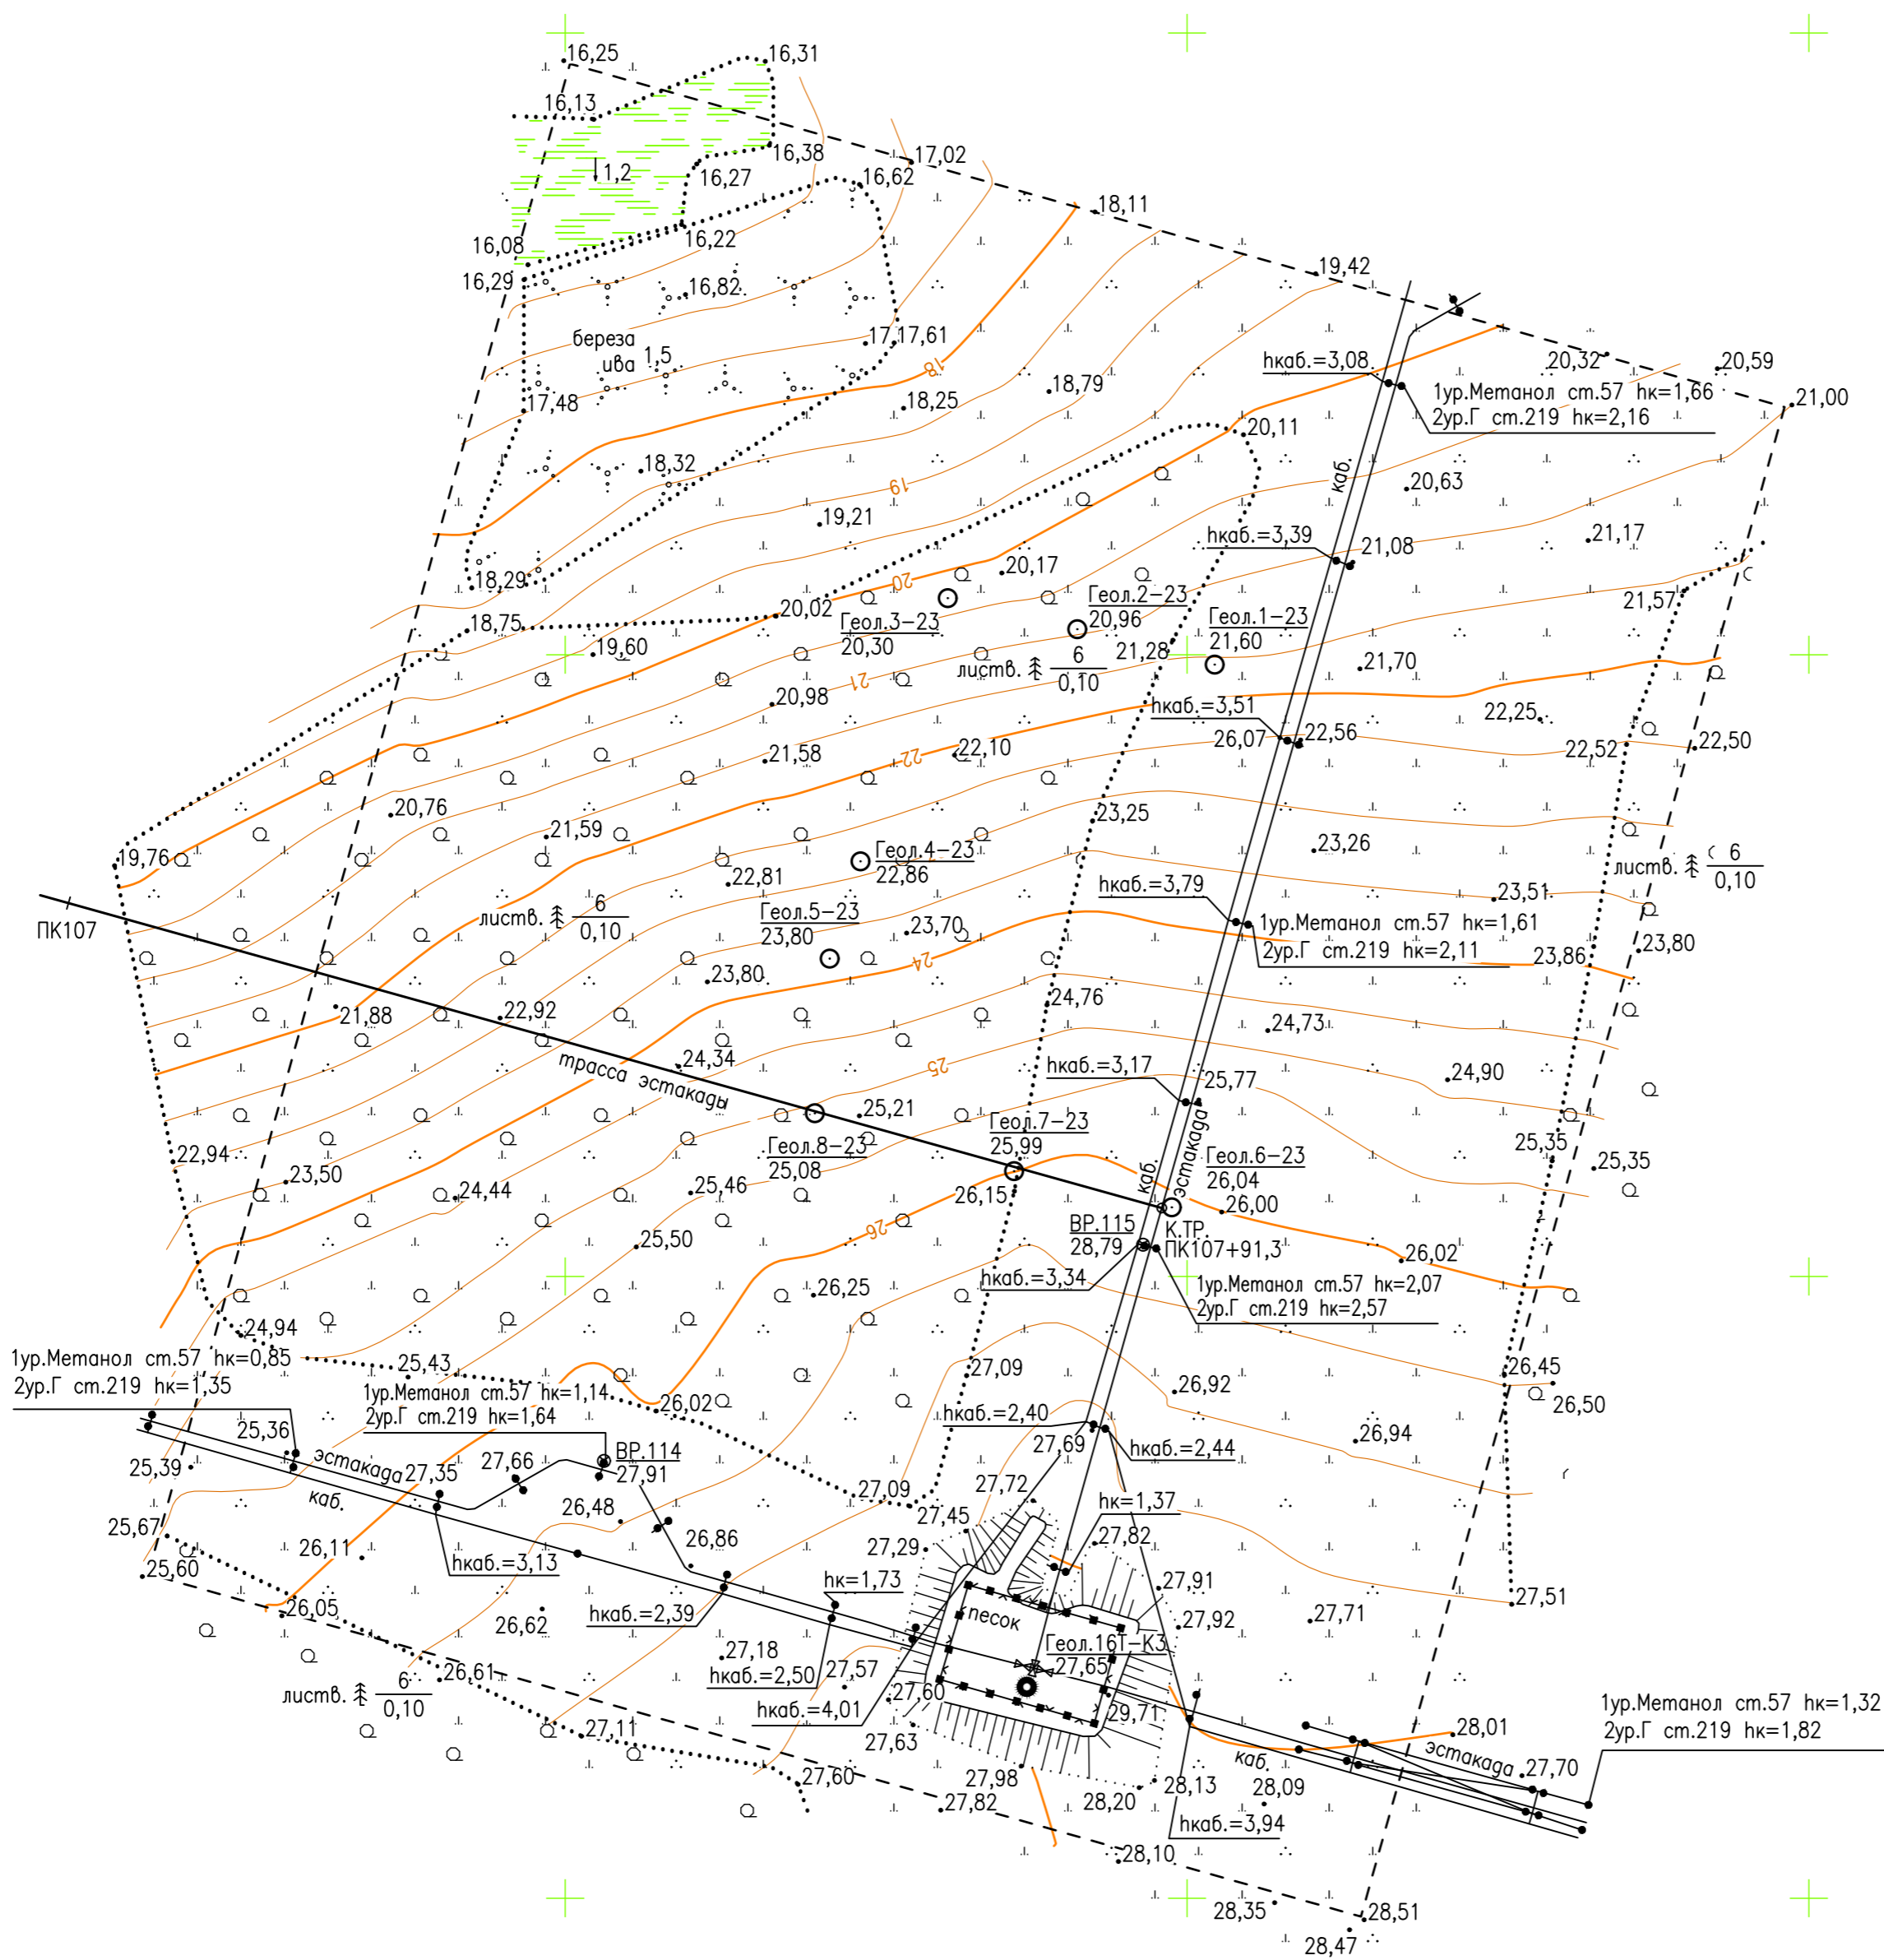 16,25
16,31
16,13
16,38
17,02
1,2
16,27
16,62
18,11
16,08
16,22
16,29
16,82
19,42
береза
17,17,61
ива 1,5
18
hкаб.=3,08
20,32
20,59
17,48
18,25
18,79
1ур.Метанол ст.57 hк=1,66
2ур.Г ст.219 hк=2,16
21,00
20,11
18,32
каб.
20,63
19
19,21
hкаб.=3,39
21,08
21,17
18,29
20,17
20
Геол.2-23
20,96
21,57
20,02
Геол.3-23
20,30
Геол.1-23
21,60
18,75
19,60
21,28
листв. 6
0,10
21,70
21
20,98
hкаб.=3,51
22,25
26,07
22,56
22,52
22,50
21,58
22
22,10
20,76
21,59
23,25
23,26
19,76
Геол.4-23
22,86
листв. 6
0,10
22,81
hкаб.=3,79
23,51
ПК107
листв. 6
0,10
Геол.5-23
23,80
23,70
1ур.Метанол ст.57 hк=1,61
2ур.Г ст.219 hк=2,11
23,86
23,80
24
23,80
21,88
22,92
24,76
24,73
трасса эстакады
24,34
25
hкаб.=3,17
25,77
24,90
25,21
эстакада
22,94
Геол.8-23
25,08
Геол.7-23
25,99
Геол.6-23
26,04
25,35
25,35
23,50
24,44
25,46
26,15
каб.
26,00
26
25,50
ВР.115
28,79
К.ТР.
ПК107+91,3
26,02
26,25
hкаб.=3,34
1ур.Метанол ст.57 hк=2,07
2ур.Г ст.219 hк=2,57
24,94
1ур.Метанол ст.57 hк=0,85
2ур.Г ст.219 hк=1,35
25,43
1ур.Метанол ст.57 hк=1,14
2ур.Г ст.219 hк=1,64
27,09
26,45
26,92
26,50
26,02
hкаб.=2,40
25,36
27,69
hкаб.=2,44
26,94
25,39
эстакада
27,35
27,66
ВР.114
27,91
каб.
27,09
27,72
hк=1,37
25,67
26,48
27,45
27,82
26,11
26,86
27,29
25,60
hкаб.=3,13
hк=1,73
27,91
27,51
26,05
26,62
hкаб.=2,39
песок
27,92
27,71
27,18
Геол.16Т-К3
27,65
26,61
hкаб.=2,50
27,57
листв. 6
0,10
27,60
hкаб.=4,01
29,71
1ур.Метанол ст.57 hк=1,32
2ур.Г ст.219 hк=1,82
27,11
27,63
28,01
эстакада
каб.
27,70
27,60
27,98
28,13
28,09
27,82
28,20
hкаб.=3,94
28,10
28,35
28,51
28,47